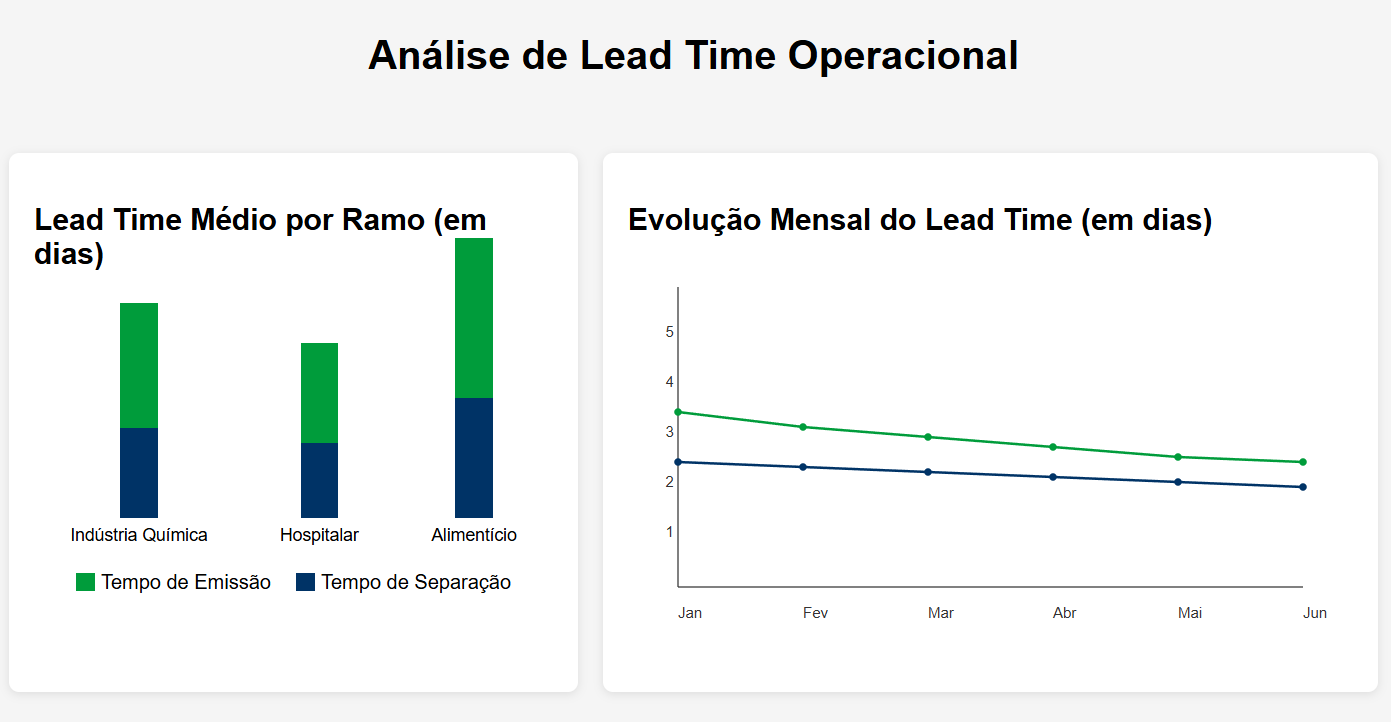 Análise de Lead Time Operacional
Lead Time Médio por Ramo (em
dias)
Indústria Química
Hospitalar
Alimentício
Tempo de Emissão
Tempo de Separação
Evolução Mensal do Lead Time (em dias)
5
4
3
2
1
Jan
Fev
Mar
Abr
Mai
Jun